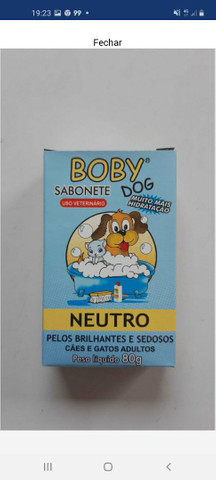 19:23
99
Fechar
BOBY®
SABONETE DOG
USO VETERINÁRIO
MUITO MAIS
HIDRATAÇÃO
NEUTRO
PELOS BRILHANTES E SEDOSOS
CÃES E GATOS ADULTOS
Peso líquido 80g